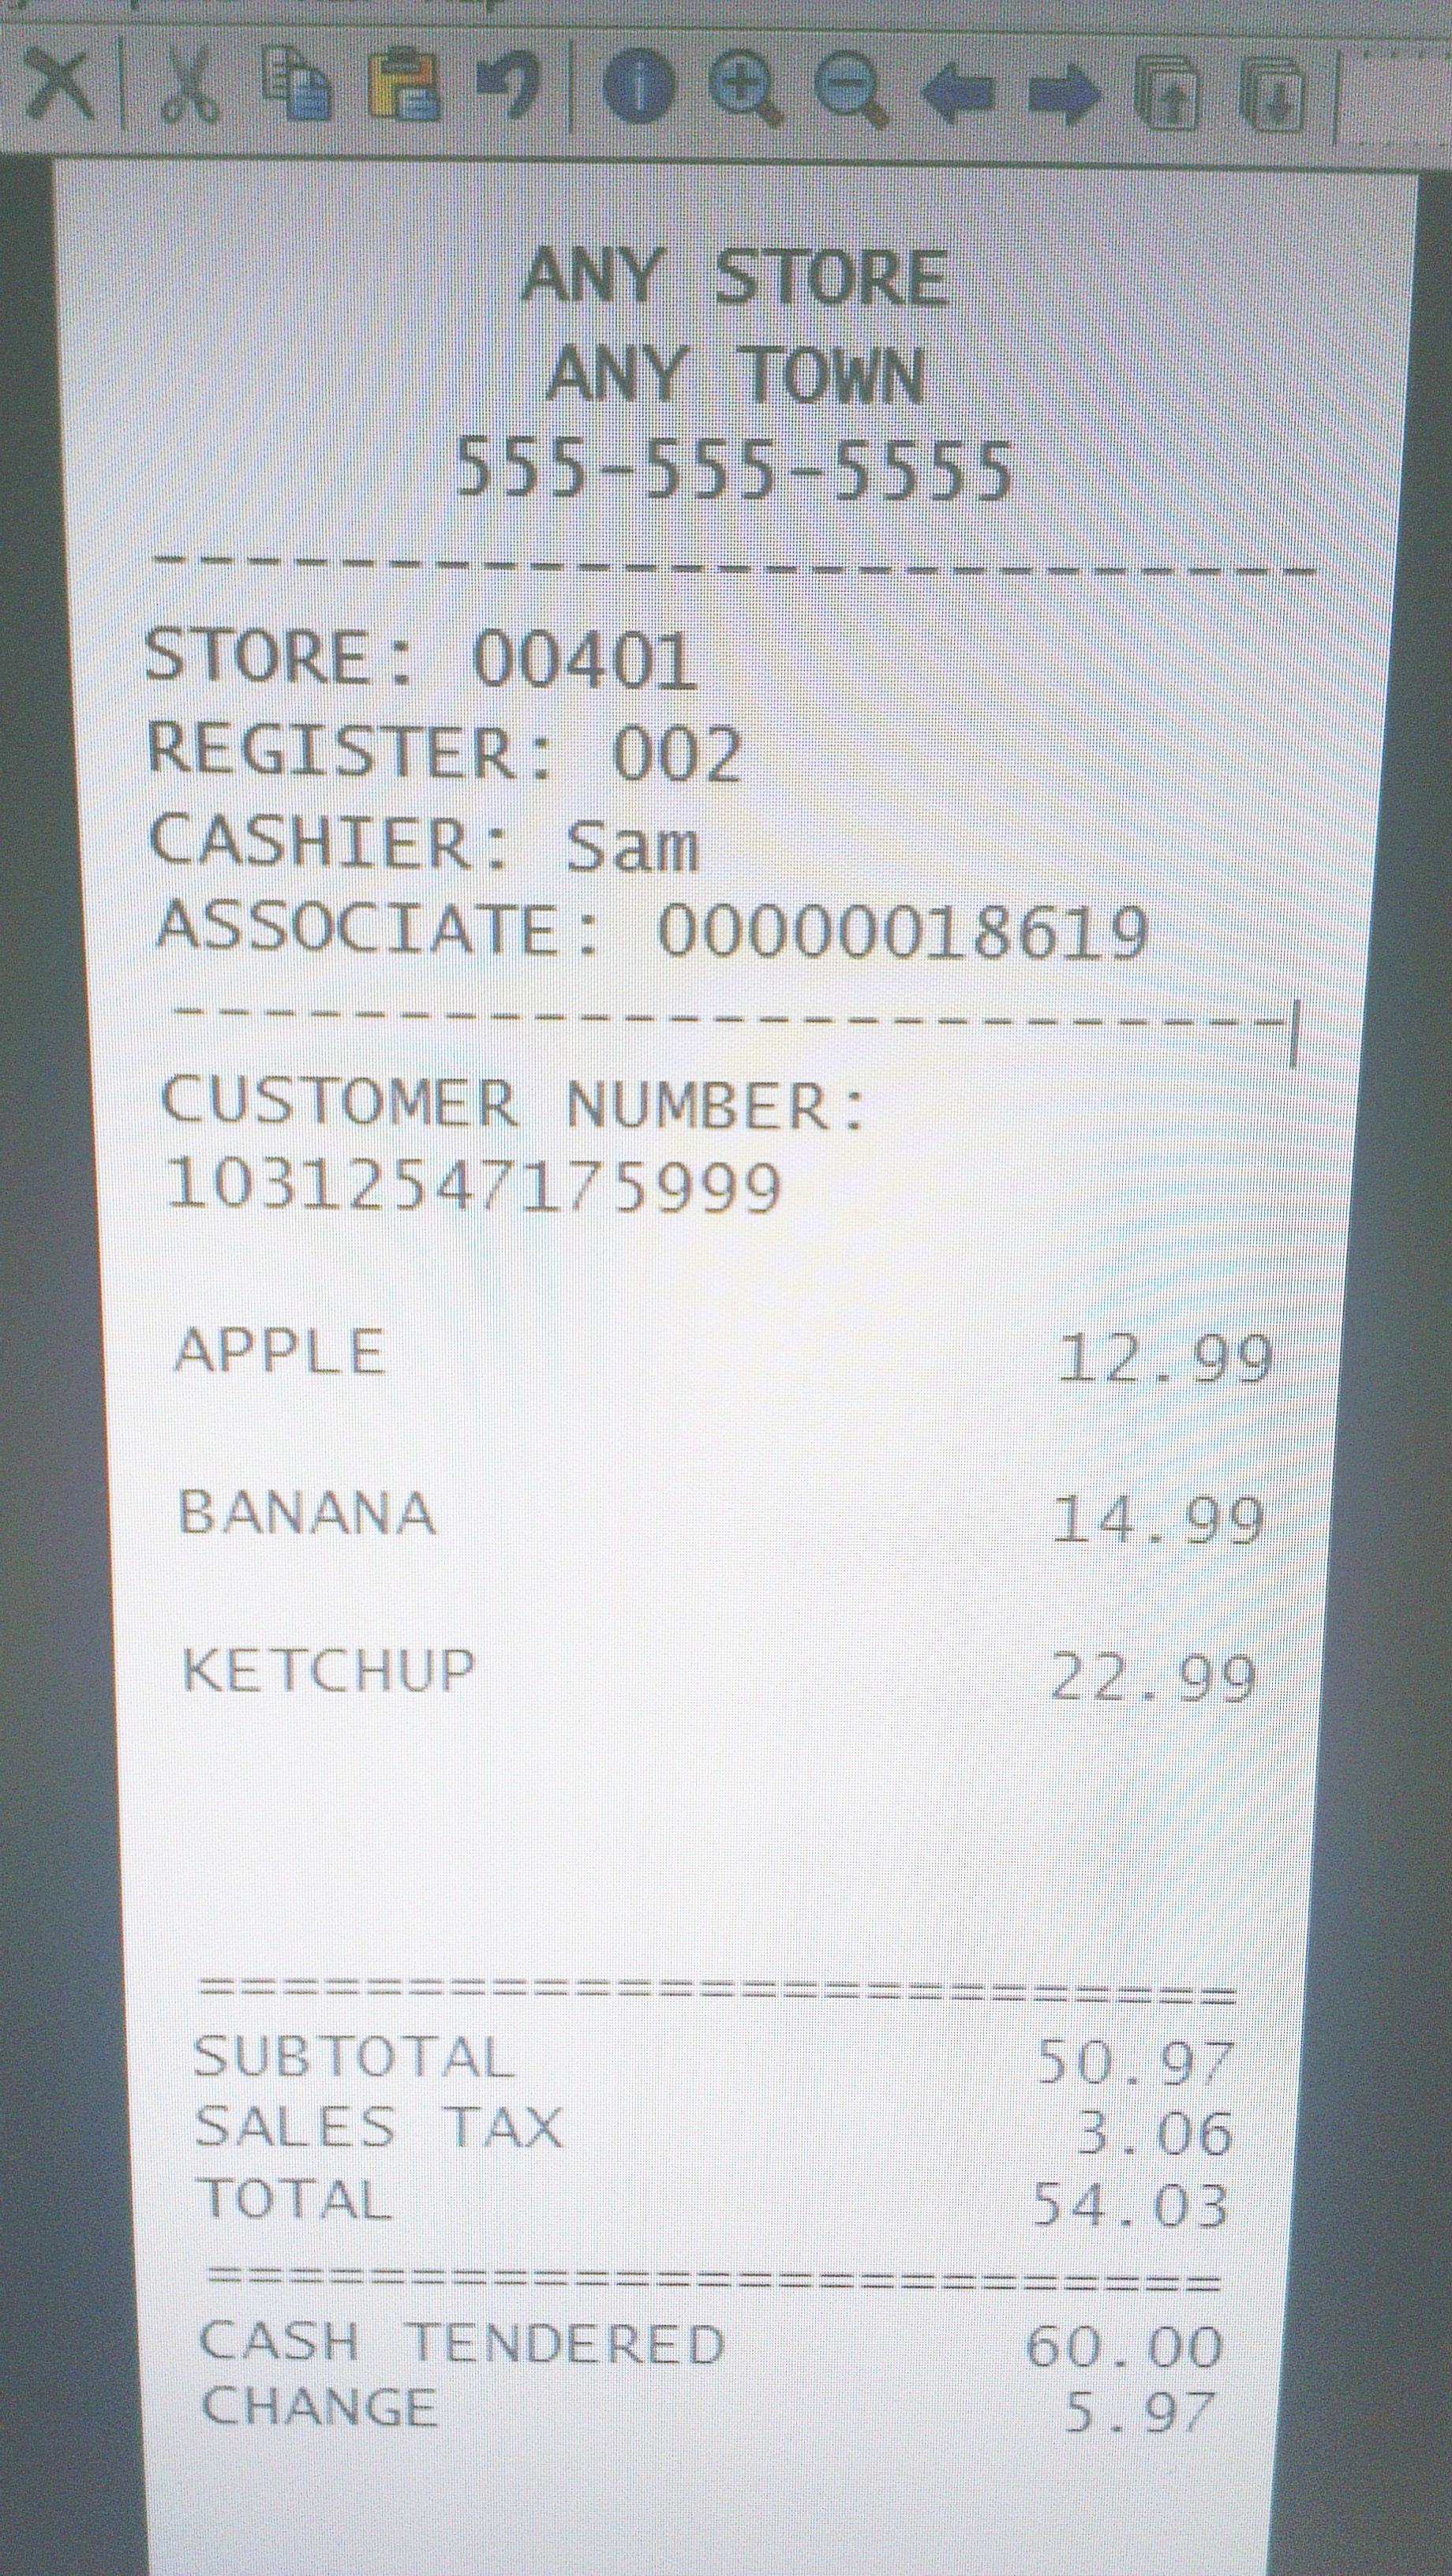 ANY STORE
ANY TOWN
555-555-5555
--------------------------
STORE: 00401
REGISTER: 002
CASHIER: Sam
ASSOCIATE: 00000018619
-------------------------
CUSTOMER NUMBER:
10312547175999
APPLE 12.99
BANANA 14.99
KETCHUP 22.99
=========================
SUBTOTAL 50.97
SALES TAX 3.06
TOTAL 54.03
=========================
CASH TENDERED 60.00
CHANGE 5.97